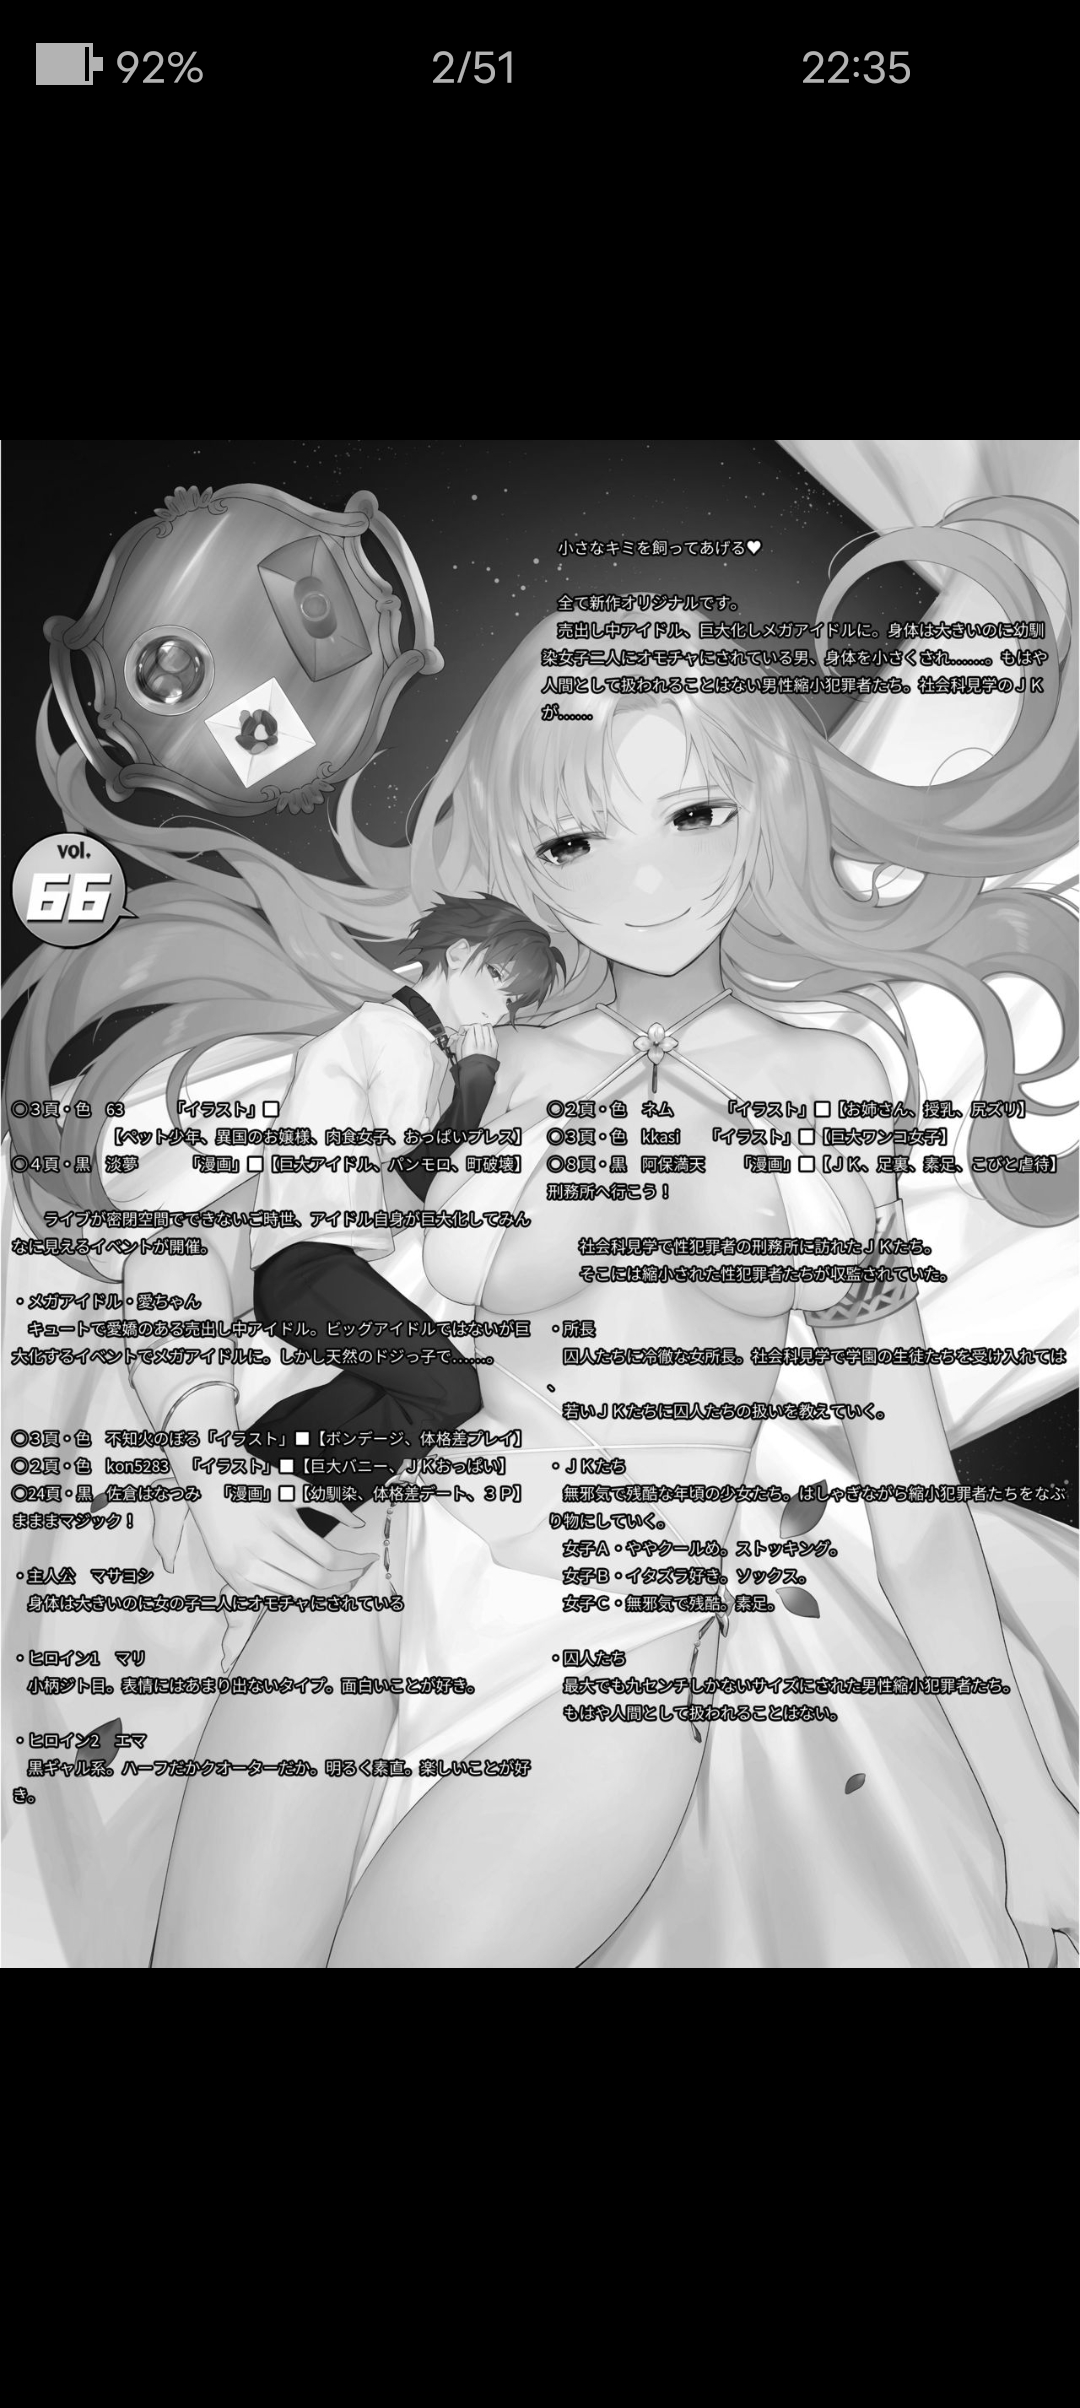 92%
2/51
22:35
小さなキミを飼ってあげる♥
全て新作オリジナルです。
売出し中アイドル、巨大化しメガアイドルに。身体は大きいのに幼馴
染女子二人にオモチャにされている男、身体を小さくされ……。もはや
人間として扱われることはない男性縮小犯罪者たち。社会科見学のＪＫ
が……
vol.
66
〇３頁・色　63　「イラスト」■
【ペット少年、異国のお嬢様、肉食女子、おっぱいプレス】
〇４頁・黒　淡夢　「漫画」■【巨大アイドル、パンモロ、町破壊】
ライブが密閉空間でできないご時世、アイドル自身が巨大化してみん
なに見えるイベントが開催。
・メガアイドル・愛ちゃん
キュートで愛嬌のある売出し中アイドル。ビッグアイドルではないが巨
大化するイベントでメガアイドルに。しかし天然のドジっ子で……。
〇３頁・色　不知火のぼる「イラスト」■【ボンデージ、体格差プレイ】
〇２頁・色　kon5283　「イラスト」■【巨大バニー、ＪＫおっぱい】
〇24頁・黒　佐倉はなつみ　「漫画」■【幼馴染、体格差デート、３Ｐ】
まままマジック！
・主人公　マサヨシ
身体は大きいのに女の子二人にオモチャにされている
・ヒロイン1　マリ
小柄ジト目。表情にはあまり出ないタイプ。面白いことが好き。
・ヒロイン2　エマ
黒ギャル系。ハーフだかクオーターだか。明るく素直。楽しいことが好
き。
〇２頁・色　ネム　「イラスト」■【お姉さん、授乳、尻ズリ】
〇３頁・色　kkasi　「イラスト」■【巨大ワンコ女子】
〇８頁・黒　阿保満天　「漫画」■【ＪＫ、足裏、素足、こびと虐待】
刑務所へ行こう！
社会科見学で性犯罪者の刑務所に訪れたＪＫたち。
そこには縮小された性犯罪者たちが収監されていた。
・所長
囚人たちに冷徹な女所長。社会科見学で学園の生徒たちを受け入れては
、
若いＪＫたちに囚人たちの扱いを教えていく。
・ＪＫたち
無邪気で残酷な年頃の少女たち。はしゃぎながら縮小犯罪者たちをなぶ
り物にしていく。
女子Ａ・ややクールめ。ストッキング。
女子Ｂ・イタズラ好き。ソックス。
女子Ｃ・無邪気で残酷。素足。
・囚人たち
最大でも九センチしかないサイズにされた男性縮小犯罪者たち。
もはや人間として扱われることはない。